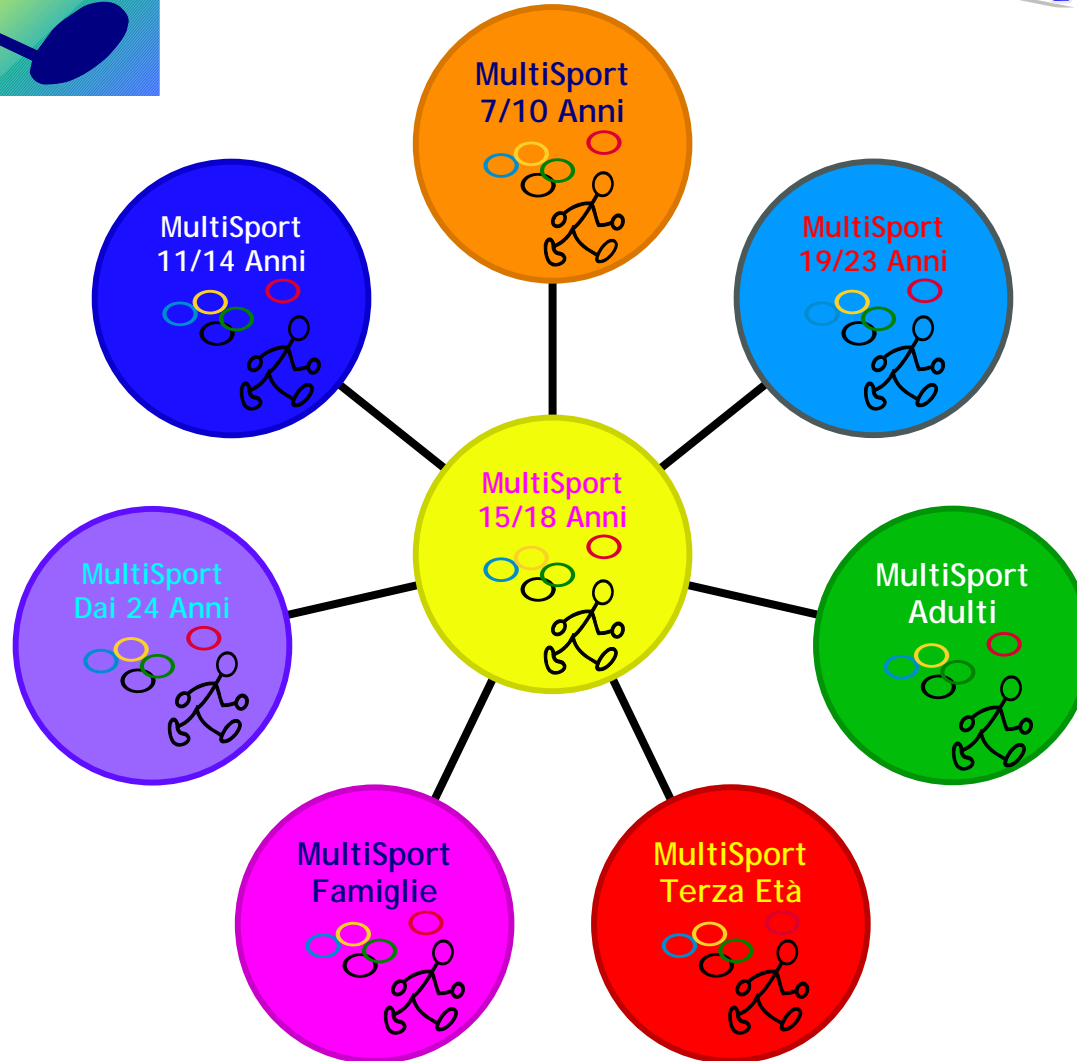 MultiSport
7/10 Anni
MultiSport
11/14 Anni
MultiSport
19/23 Anni
MultiSport
15/18 Anni
MultiSport
Dai 24 Anni
MultiSport
Adulti
MultiSport
Famiglie
MultiSport
Terza Età